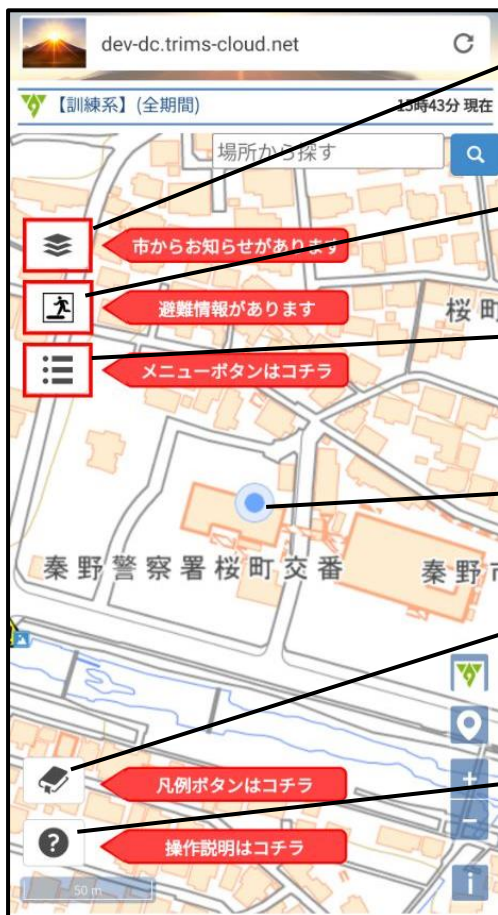 dev-dc.trims-cloud.net
【訓練系】(全期間)
15時43分 現在
場所から探す
市からお知らせがあります
避難情報があります
桜町
メニューボタンはコチラ
秦野警察署桜町交番
秦野市
凡例ボタンはコチラ
+
−
操作説明はコチラ
50 m
i